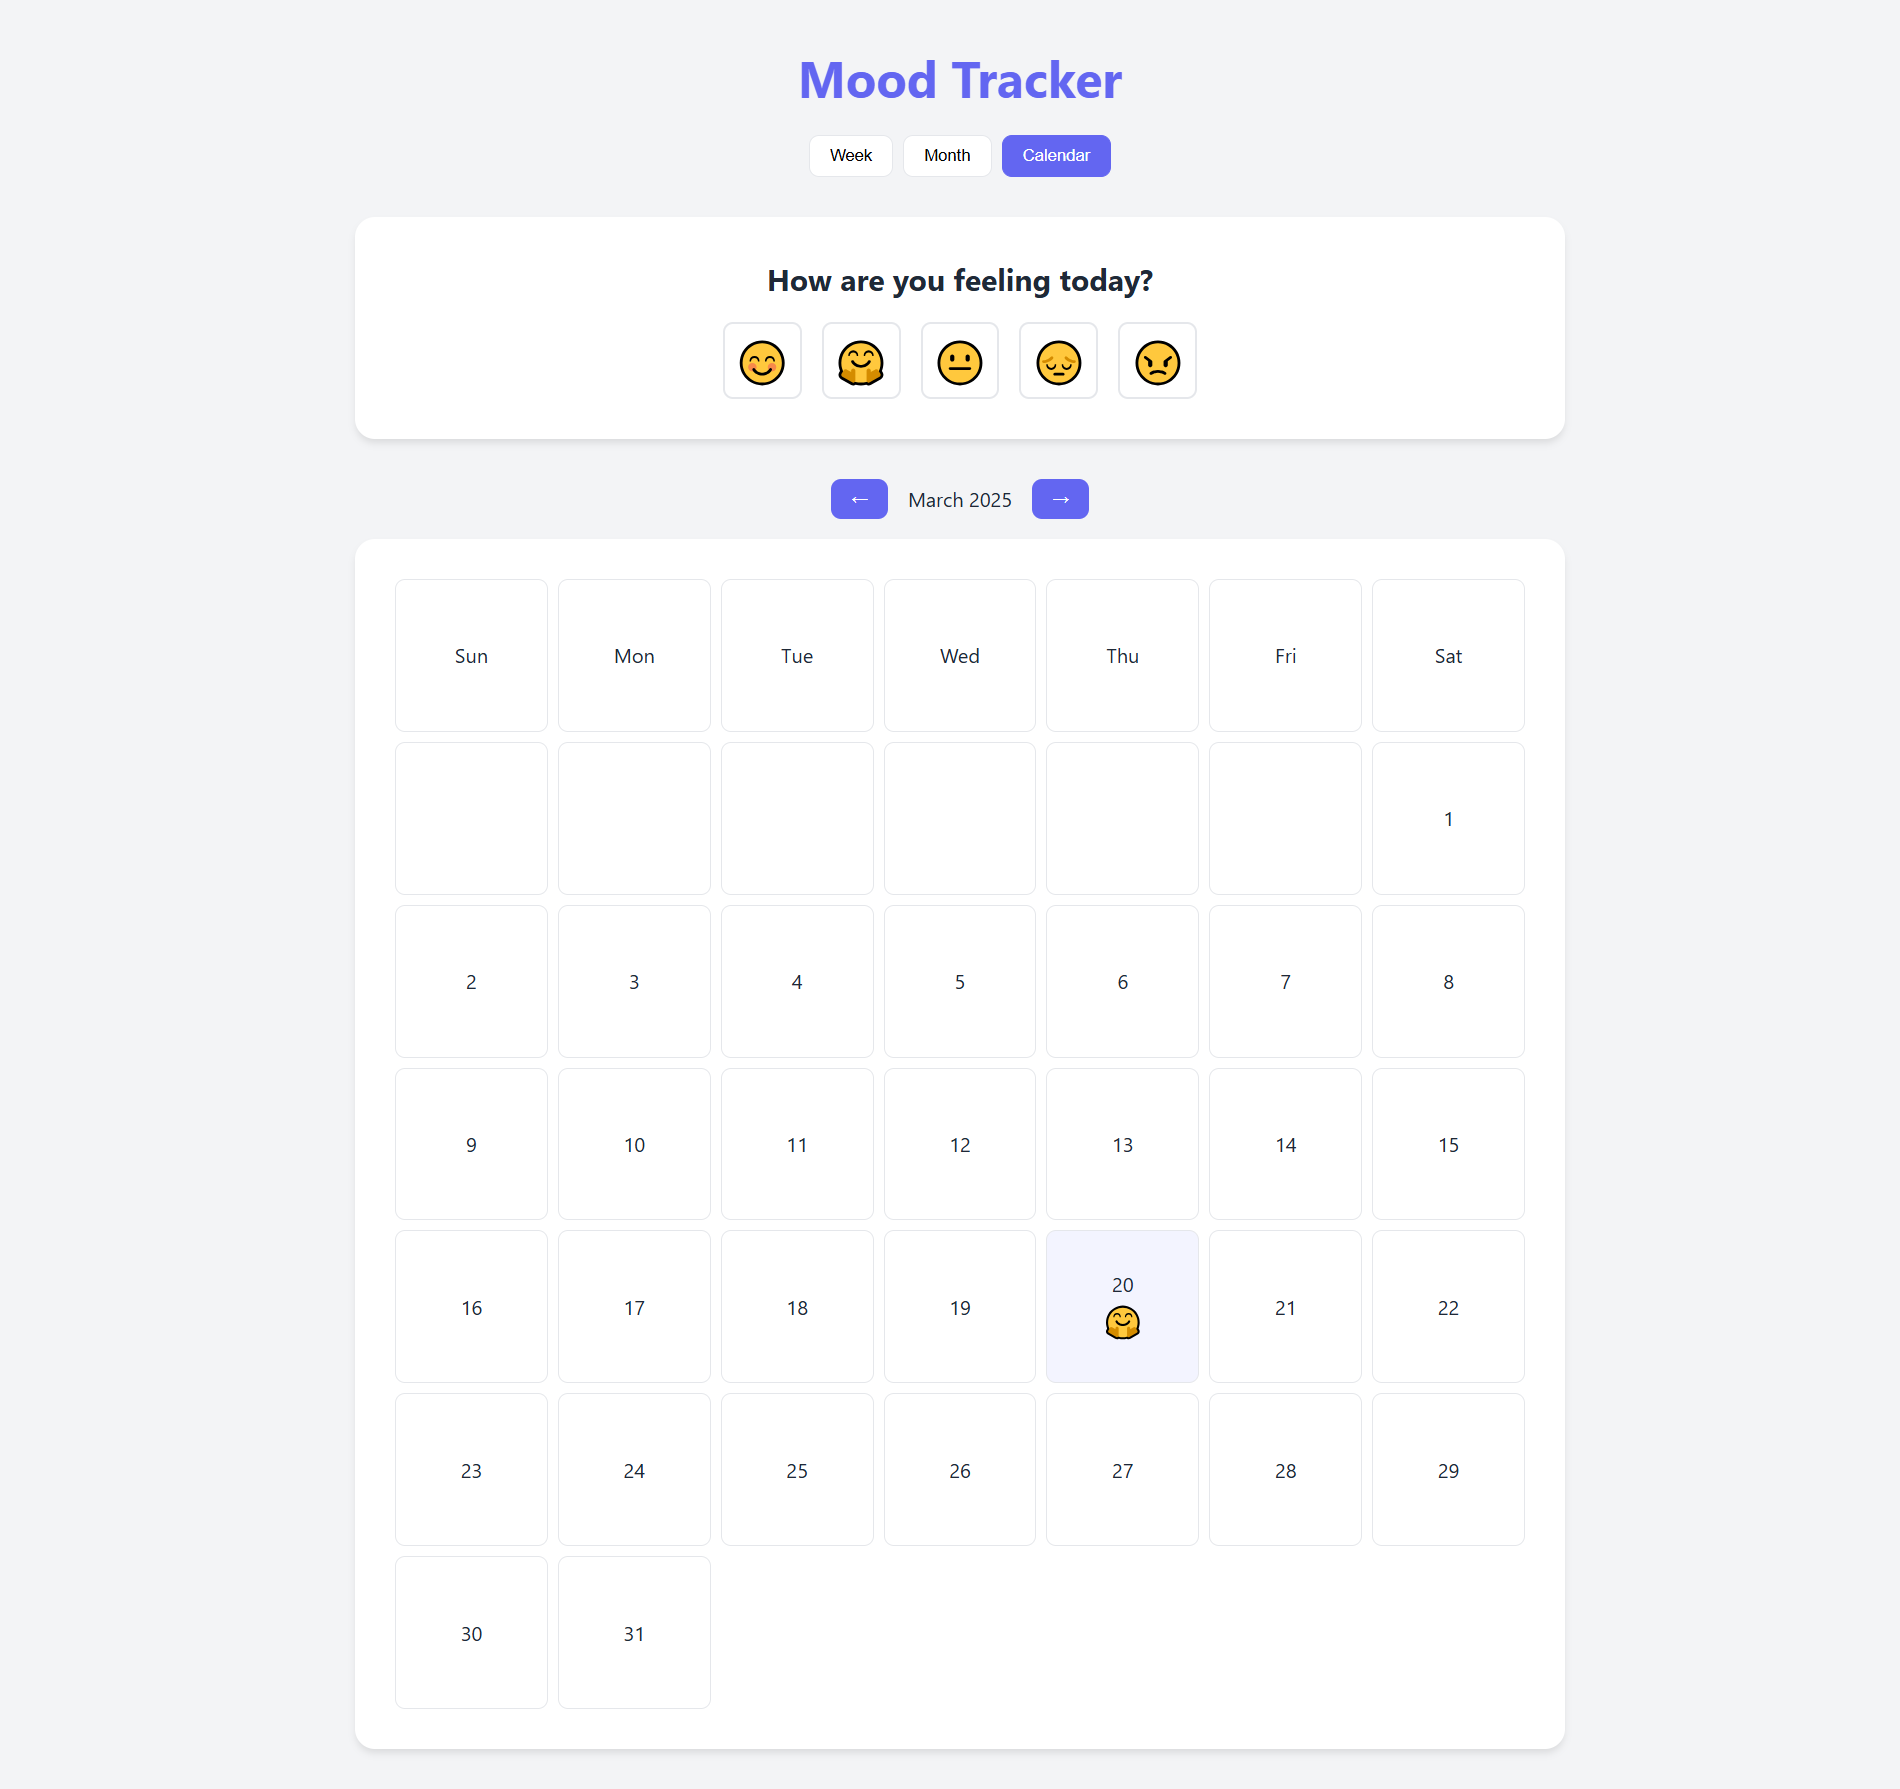 Mood Tracker
Week Month Calendar
How are you feeling today?
😊 🤗 😐 😔 😠
← March 2025 →
Sun Mon Tue Wed Thu Fri Sat
1
2 3 4 5 6 7 8
9 10 11 12 13 14 15
16 17 18 19 20 21 22
🤗
23 24 25 26 27 28 29
30 31